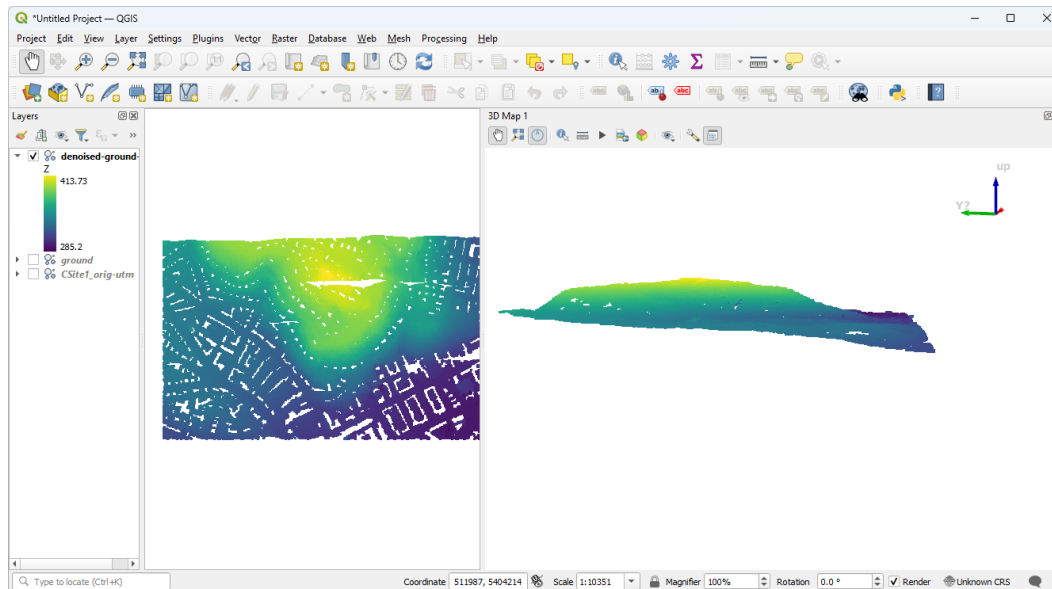 *Untitled Project — QGIS
Project Edit View Layer Settings Plugins Vector Raster Database Web Mesh Processing Help
abc
Layers
3D Map 1
denoised-ground-
Z
413.73
285.2
ground
CSite1_orig-utm
up
Y?
Type to locate (Ctrl+K)
Coordinate 511987, 5404214 Scale 1:10351 Magnifier 100% Rotation 0.0 ° Render Unknown CRS